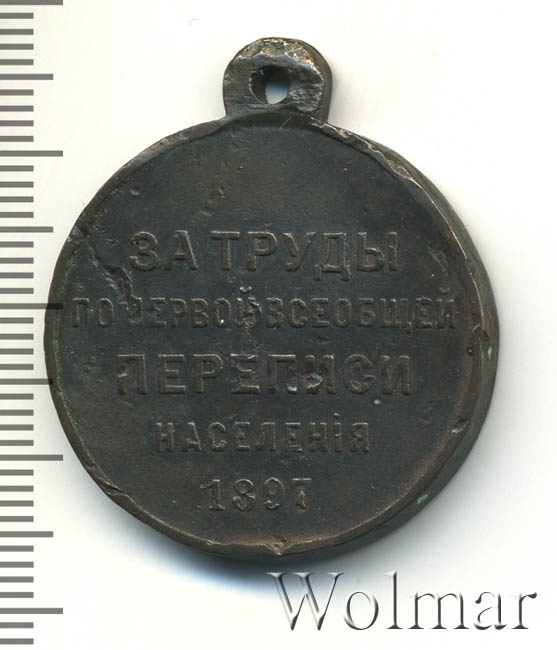 ЗА ТРУДЫ
ПО ПЕРВОЙ ВСЕОБЩЕЙ
ПЕРЕПИСИ
НАСЕЛЕНІЯ
1897
Wolmar